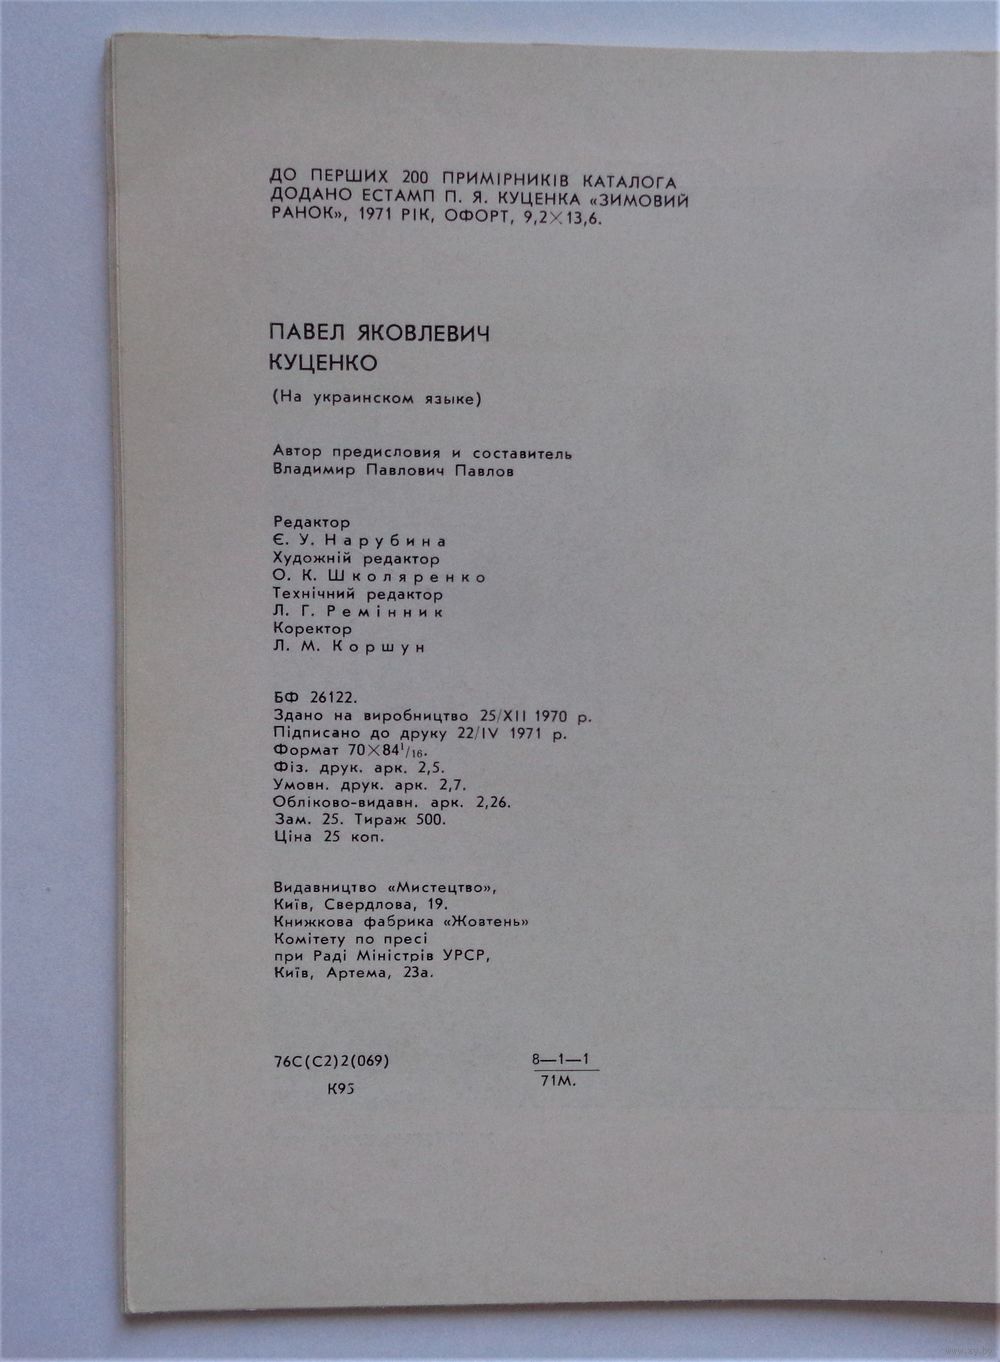 ДО ПЕРШИХ 200 ПРИМІРНИКІВ КАТАЛОГА
ДОДАНО ЕСТАМП П. Я. КУЦЕНКА «ЗИМОВИЙ
РАНОК», 1971 РІК, ОФОРТ, 9,2×13,6.
ПАВЕЛ ЯКОВЛЕВИЧ
КУЦЕНКО
(На украинском языке)
Автор предисловия и составитель
Владимир Павлович Павлов
Редактор
Є. У. Нарубина
Художній редактор
О. К. Школяренко
Технічний редактор
Л. Г. Ремінник
Коректор
Л. М. Коршун
БФ 26122.
Здано на виробництво 25/XII 1970 р.
Підписано до друку 22/IV 1971 р.
Формат 70×84¹/₁₆.
Фіз. друк. арк. 2,5.
Умовн. друк. арк. 2,7.
Обліково-видавн. арк. 2,26.
Зам. 25. Тираж 500.
Ціна 25 коп.
Видавництво «Мистецтво»,
Київ, Свердлова, 19.
Книжкова фабрика «Жовтень»
Комітету по пресі
при Раді Міністрів УРСР,
Київ, Артема, 23а.
76С(С2)2(069) 8—1—1
К95 71М.
www.ay.by